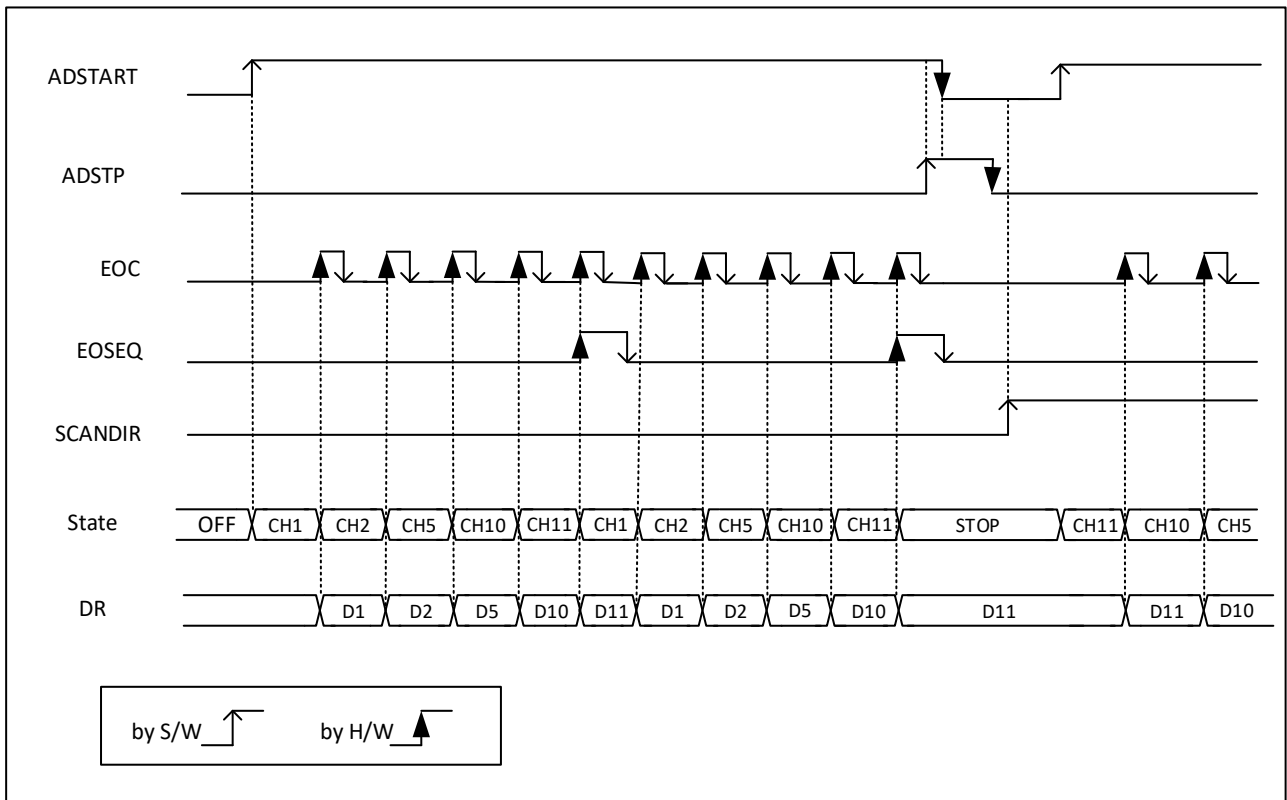 ADSTART
ADSTP
EOC
EOSEQ
SCANDIR
State OFF CH1 CH2 CH5 CH10 CH11 CH1 CH2 CH5 CH10 CH11 STOP CH11 CH10 CH5
DR D1 D2 D5 D10 D11 D1 D2 D5 D10 D11 D11 D10
by S/W by H/W